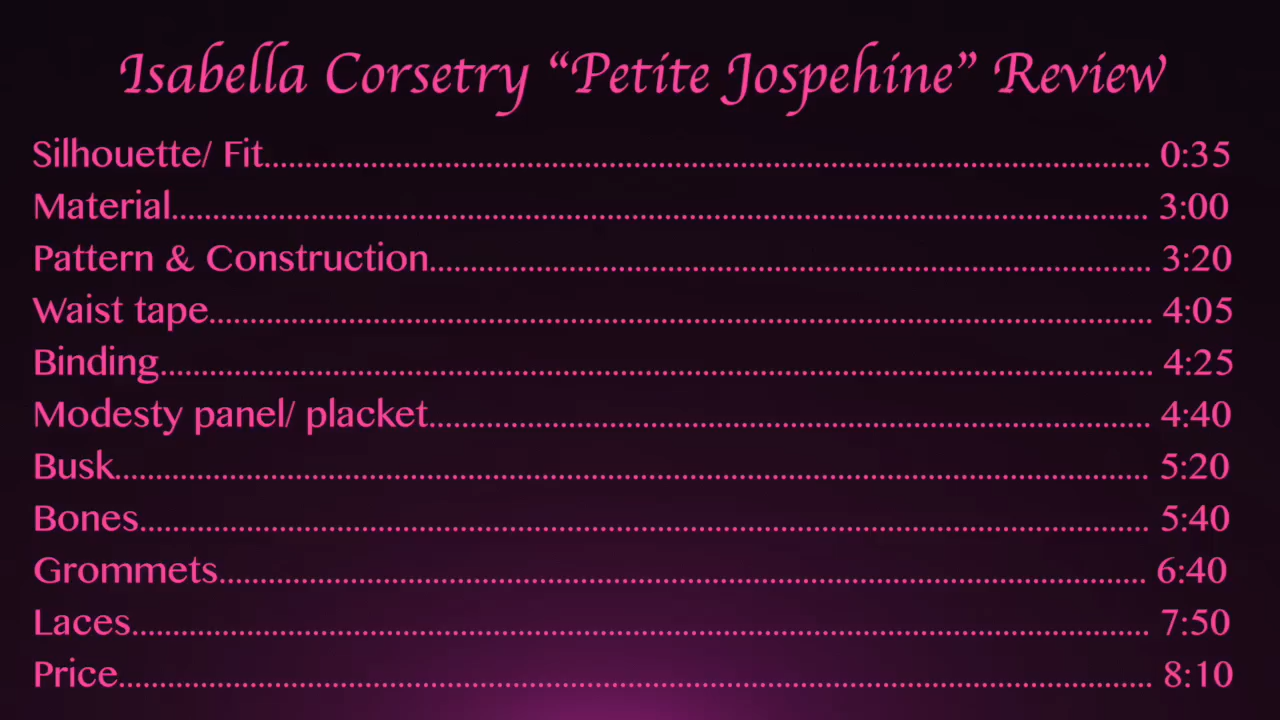 Isabella Corsetry “Petite Jospehine” Review
Silhouette/ Fit........................................................................................................... 0:35
Material...................................................................................................................... 3:00
Pattern & Construction....................................................................................... 3:20
Waist tape................................................................................................................. 4:05
Binding........................................................................................................................ 4:25
Modesty panel/ placket....................................................................................... 4:40
Busk............................................................................................................................. 5:20
Bones.......................................................................................................................... 5:40
Grommets................................................................................................................ 6:40
Laces........................................................................................................................... 7:50
Price............................................................................................................................. 8:10